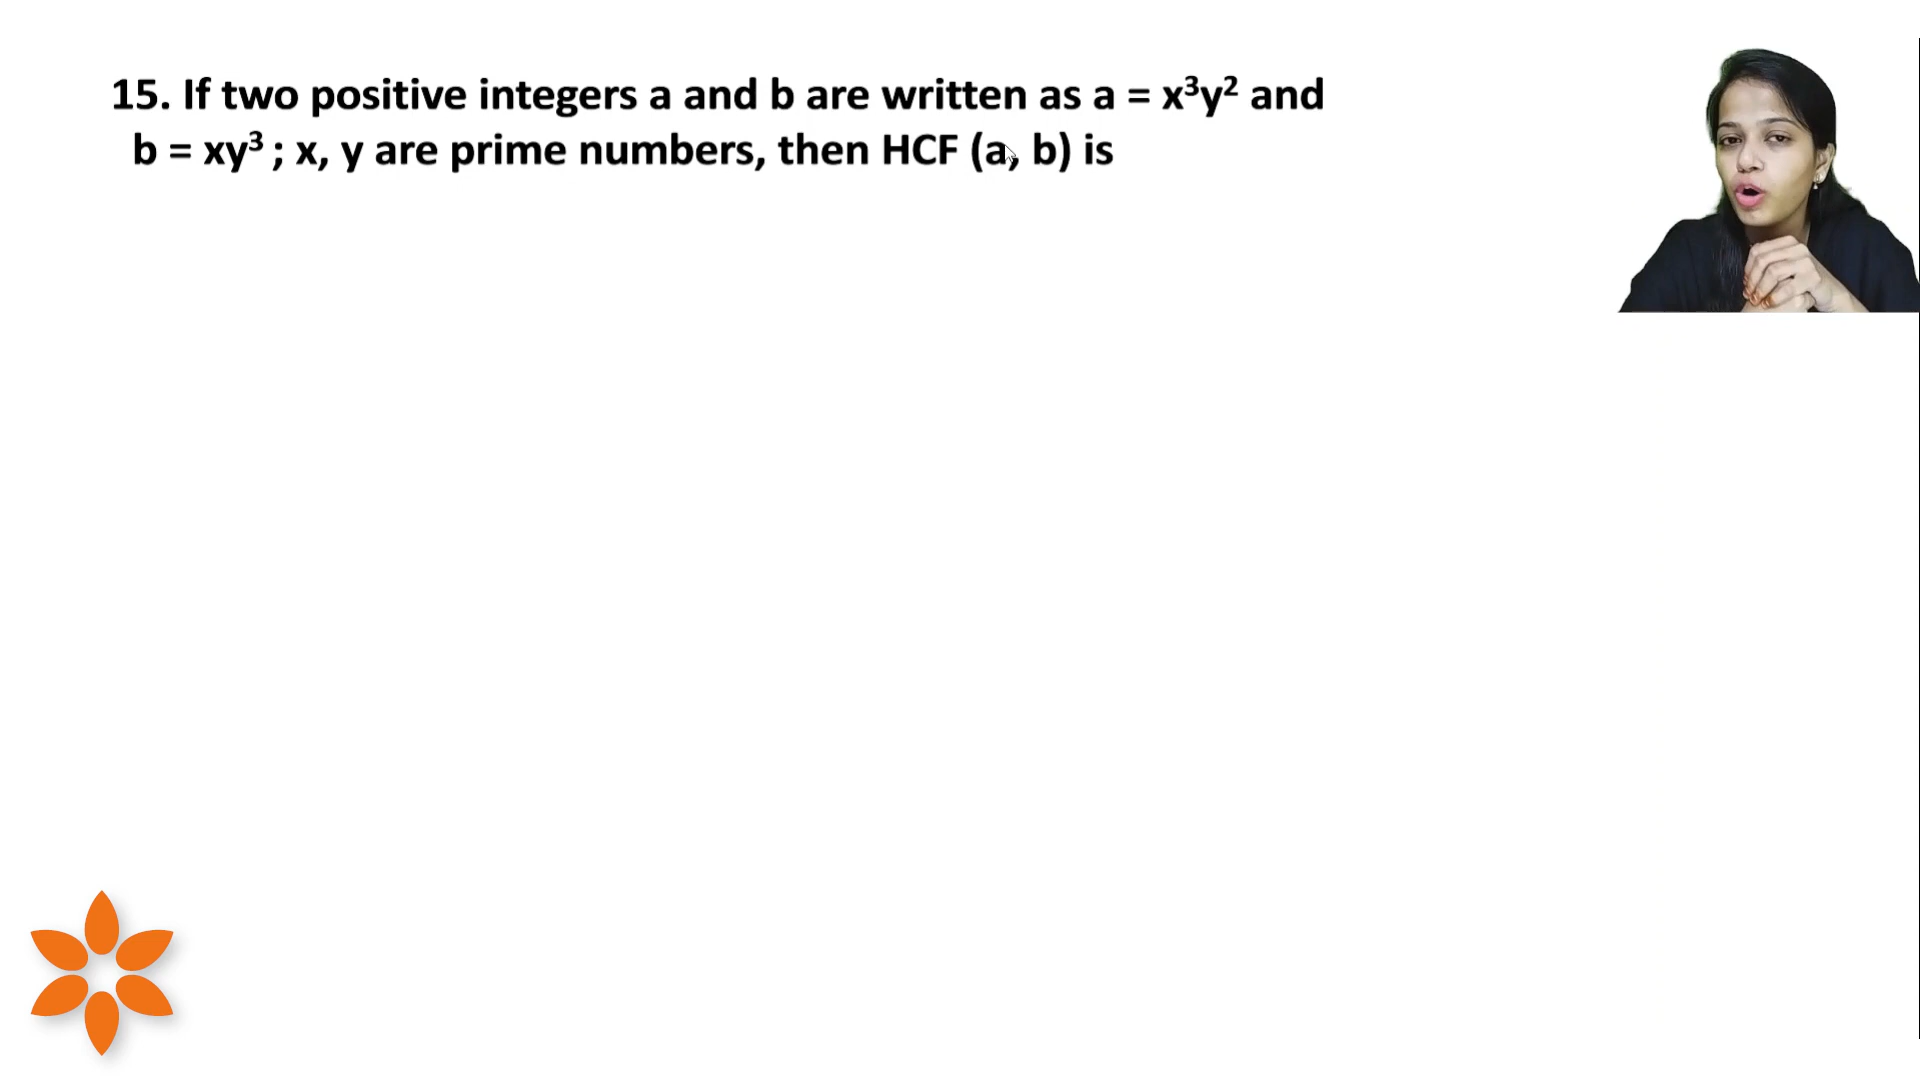 15. If two positive integers a and b are written as a = x³y² and
b = xy³ ; x, y are prime numbers, then HCF (a, b) is